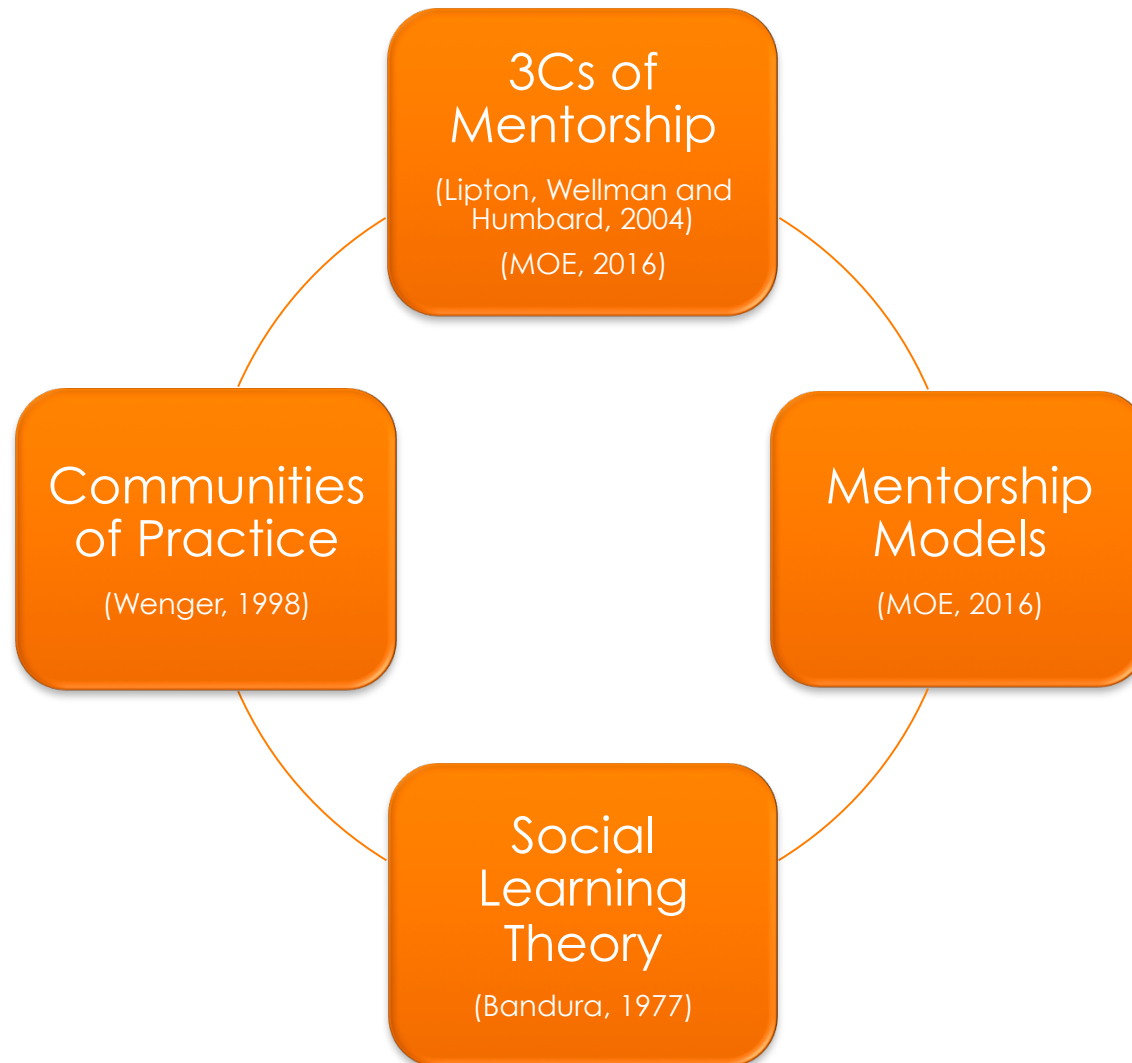 3Cs of
Mentorship
(Lipton, Wellman and
Humbard, 2004)
(MOE, 2016)
Communities
of Practice
(Wenger, 1998)
Mentorship
Models
(MOE, 2016)
Social
Learning
Theory
(Bandura, 1977)